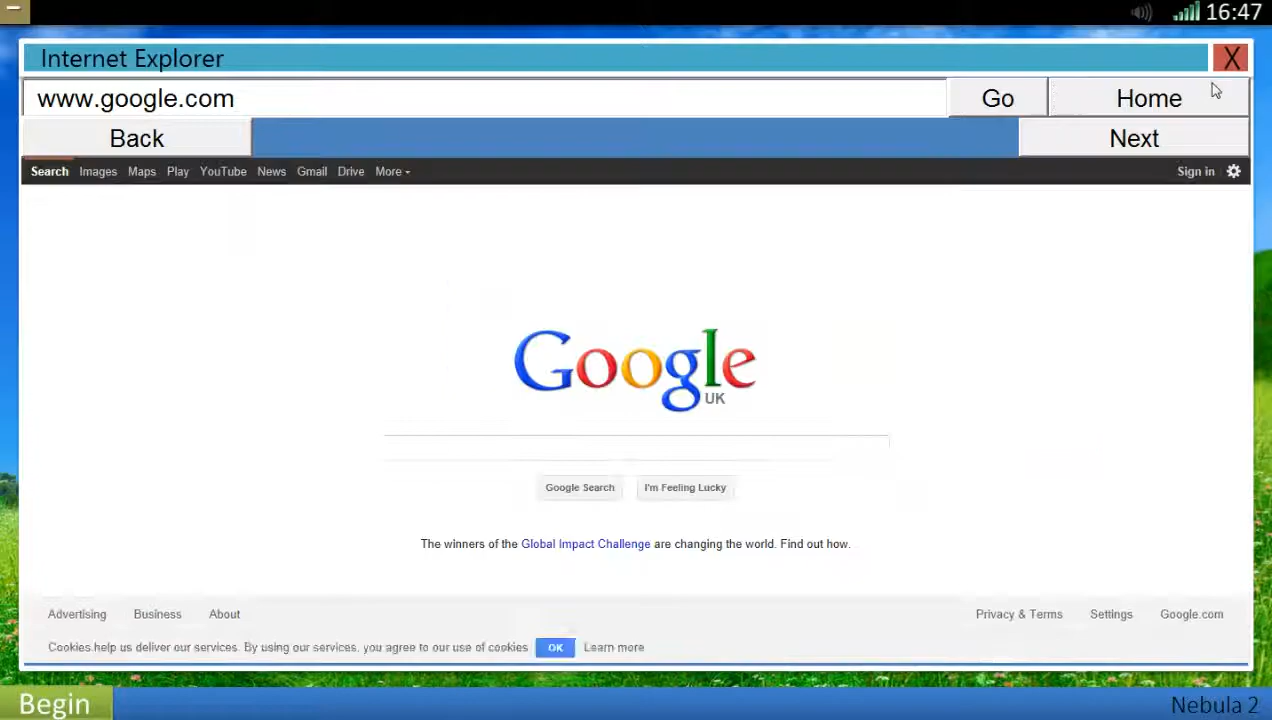 16:47
Internet Explorer X
www.google.com Go Home
Back Next
Search Images Maps Play YouTube News Gmail Drive More Sign in
Google
UK
Google Search I'm Feeling Lucky
The winners of the Global Impact Challenge are changing the world. Find out how.
Advertising Business About Privacy & Terms Settings Google.com
Cookies help us deliver our services. By using our services, you agree to our use of cookies OK Learn more
Begin Nebula 2